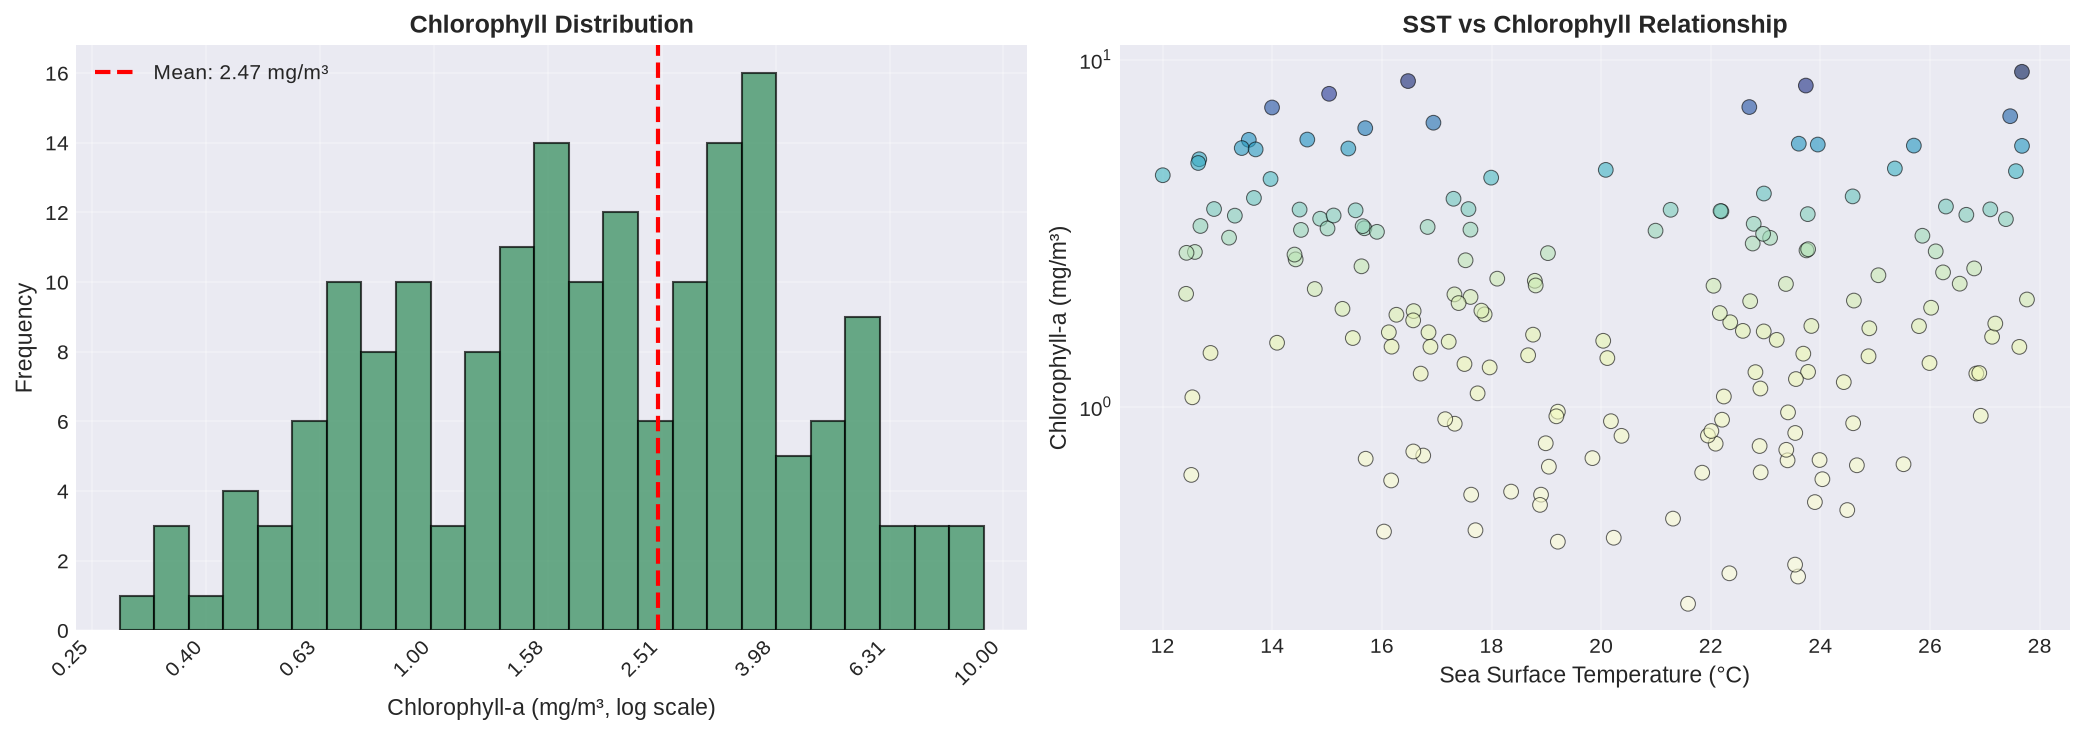 Chlorophyll Distribution
Mean: 2.47 mg/m³
16
14
12
10
8
6
4
2
0
Frequency
0.25 0.40 0.63 1.00 1.58 2.51 3.98 6.31 10.00
Chlorophyll-a (mg/m³, log scale)
SST vs Chlorophyll Relationship
10¹
10⁰
Chlorophyll-a (mg/m³)
12 14 16 18 20 22 24 26 28
Sea Surface Temperature (°C)